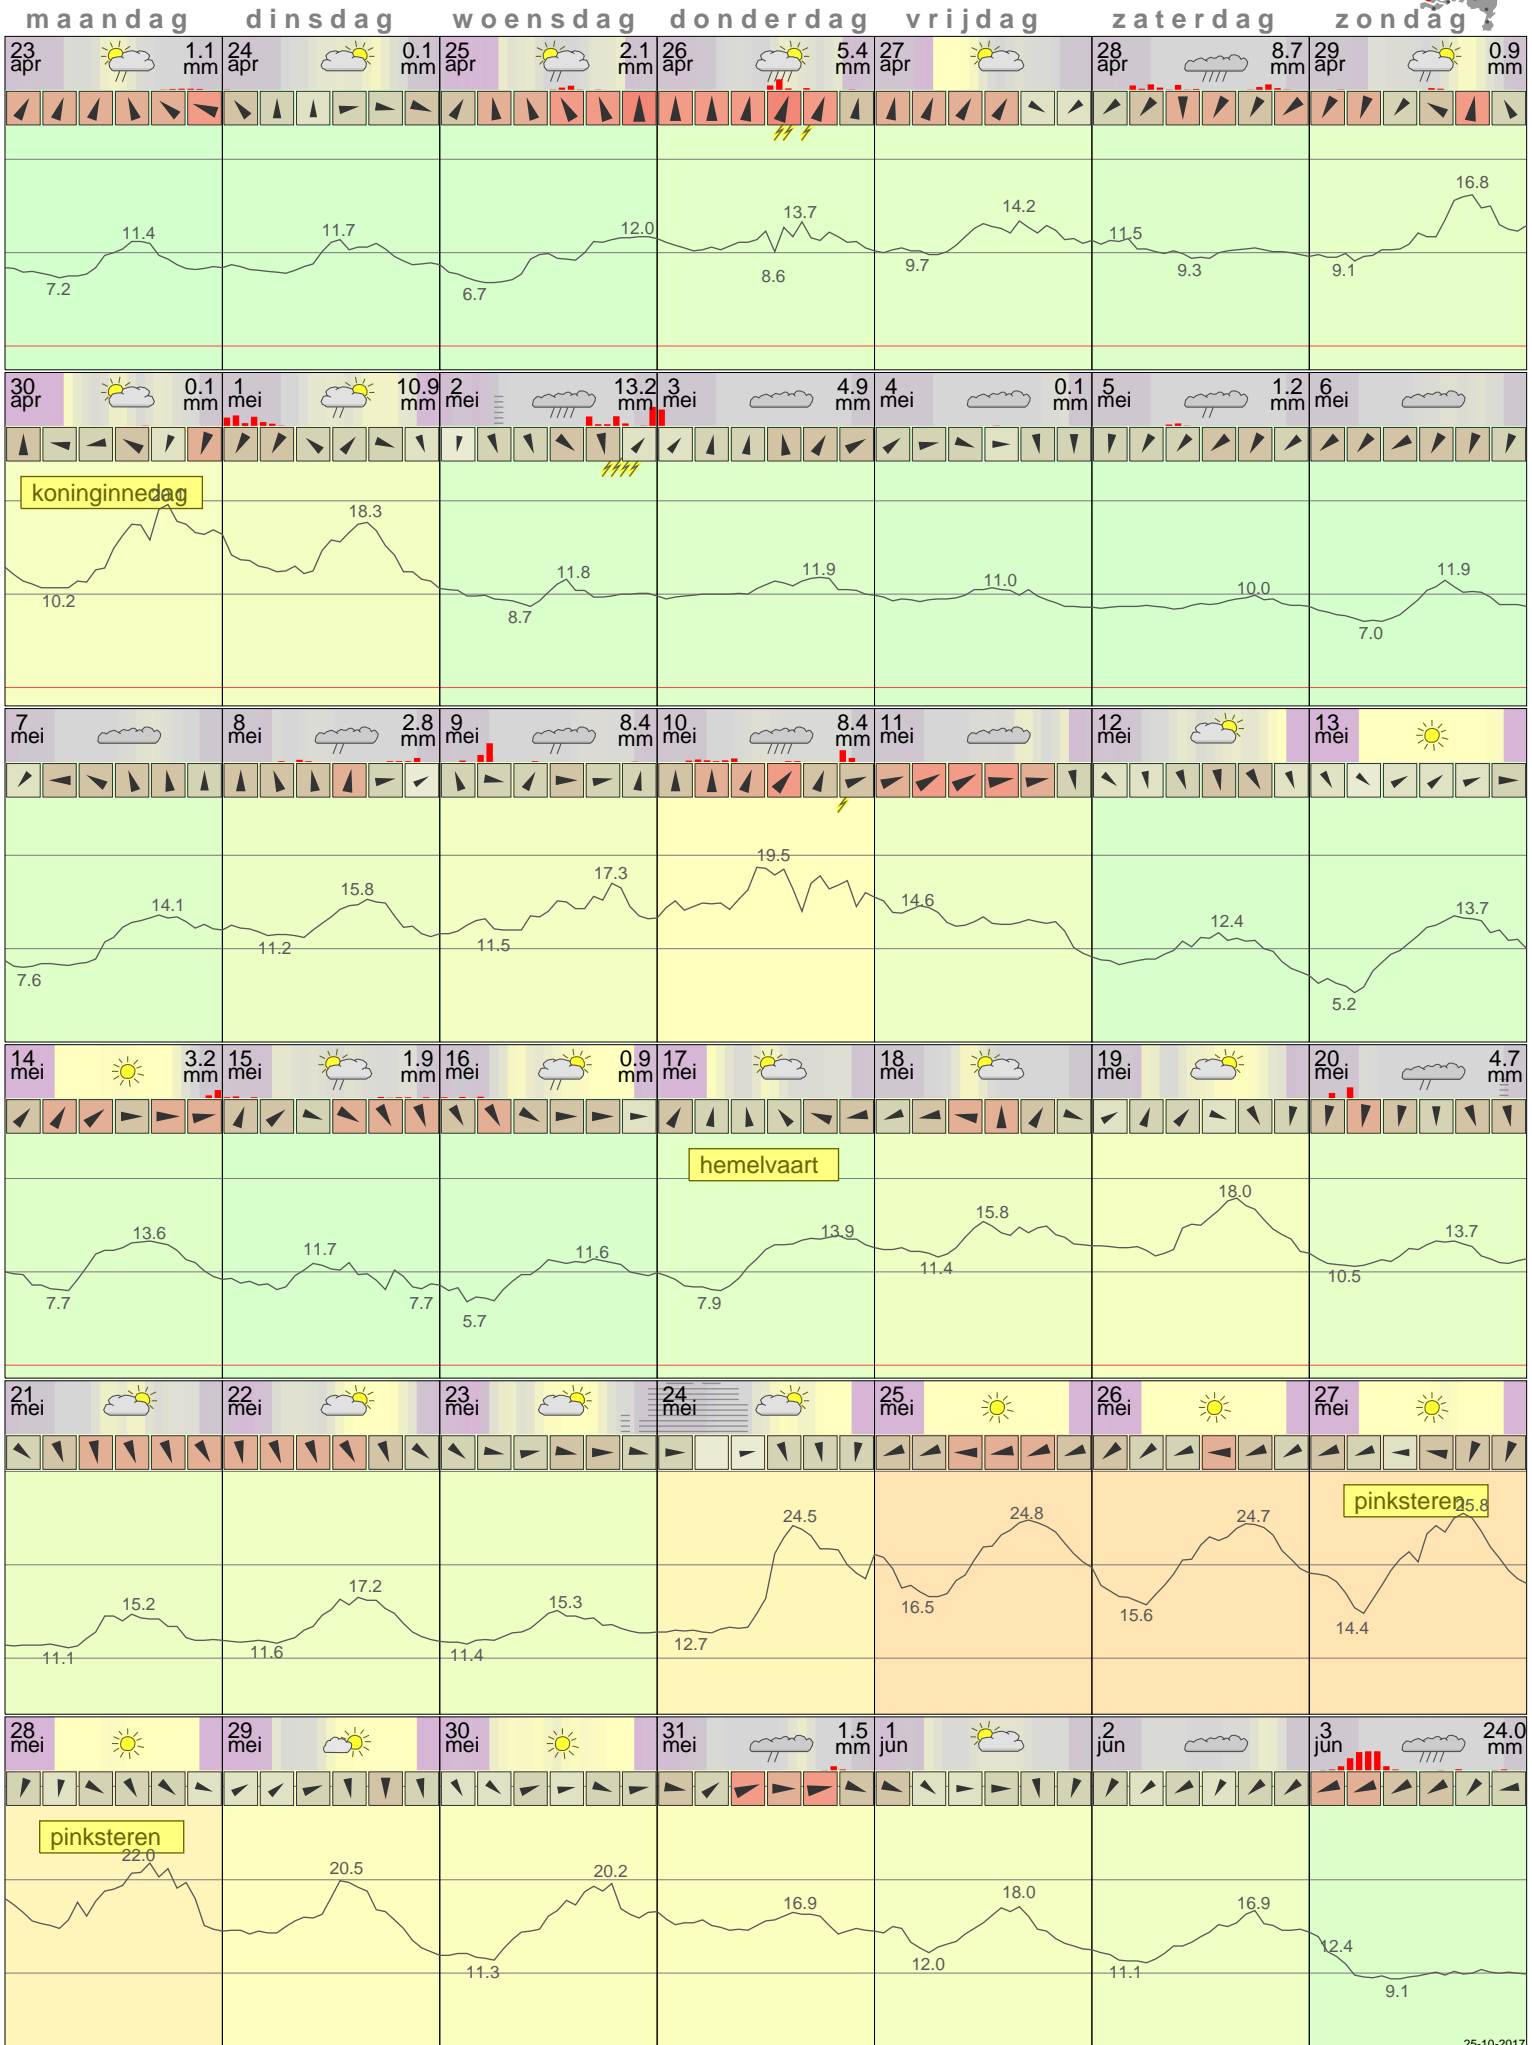 maandag dinsdag woensdag donderdag vrijdag zaterdag zondag
23 apr 1.1 mm 24 apr 0.1 mm 25 apr 2.1 mm 26 apr 5.4 mm 27 apr 28 apr 8.7 mm 29 apr 0.9 mm
11.4 7.2 11.7 12.0 6.7 13.7 8.6 14.2 9.7 11.5 9.3 16.8 9.1
30 apr 0.1 mm 1 mei 10.9 mm 2 mei 13.2 mm 3 mei 4.9 mm 4 mei 0.1 mm 5 mei 1.2 mm 6 mei
koninginnedag
10.2 18.3 11.8 8.7 11.9 11.0 10.0 11.9 7.0
7 mei 8 mei 2.8 mm 9 mei 8.4 mm 10 mei 8.4 mm 11 mei 12 mei 13 mei
14.1 7.6 15.8 11.2 17.3 11.5 19.5 14.6 12.4 13.7 5.2
14 mei 3.2 mm 15 mei 1.9 mm 16 mei 0.9 mm 17 mei 18 mei 19 mei 20 mei 4.7 mm
hemelvaart
13.6 7.7 11.7 7.7 11.6 5.7 13.9 7.9 15.8 11.4 18.0 13.7 10.5
21 mei 22 mei 23 mei 24 mei 25 mei 26 mei 27 mei
pinksteren
15.2 11.1 17.2 11.6 15.3 11.4 24.5 12.7 24.8 16.5 24.7 15.6 25.8 14.4
28 mei 29 mei 30 mei 31 mei 1.5 mm 1 jun 2 jun 3 jun 24.0 mm
pinksteren
22.0 20.5 20.2 11.3 16.9 18.0 12.0 16.9 11.1 12.4 9.1
25-10-2017